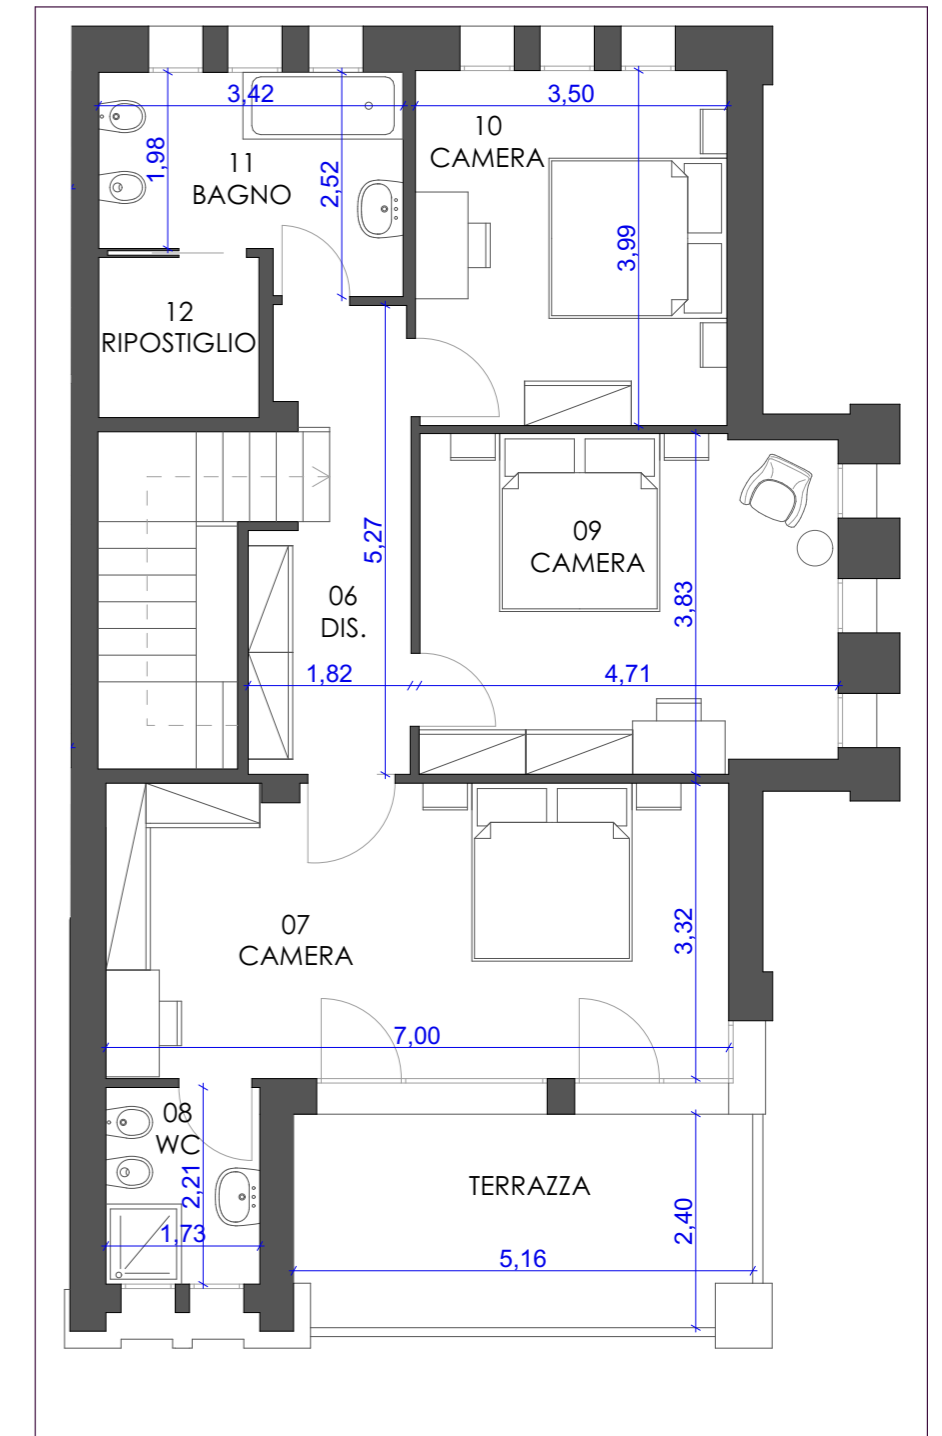 3,42
3,50
10
CAMERA
1,98
11
BAGNO
2,52
3,99
12
RIPOSTIGLIO
5,27
09
CAMERA
3,83
06
DIS.
1,82
4,71
07
CAMERA
3,32
7,00
08
WC
2,21
1,73
TERRAZZA
2,40
5,16